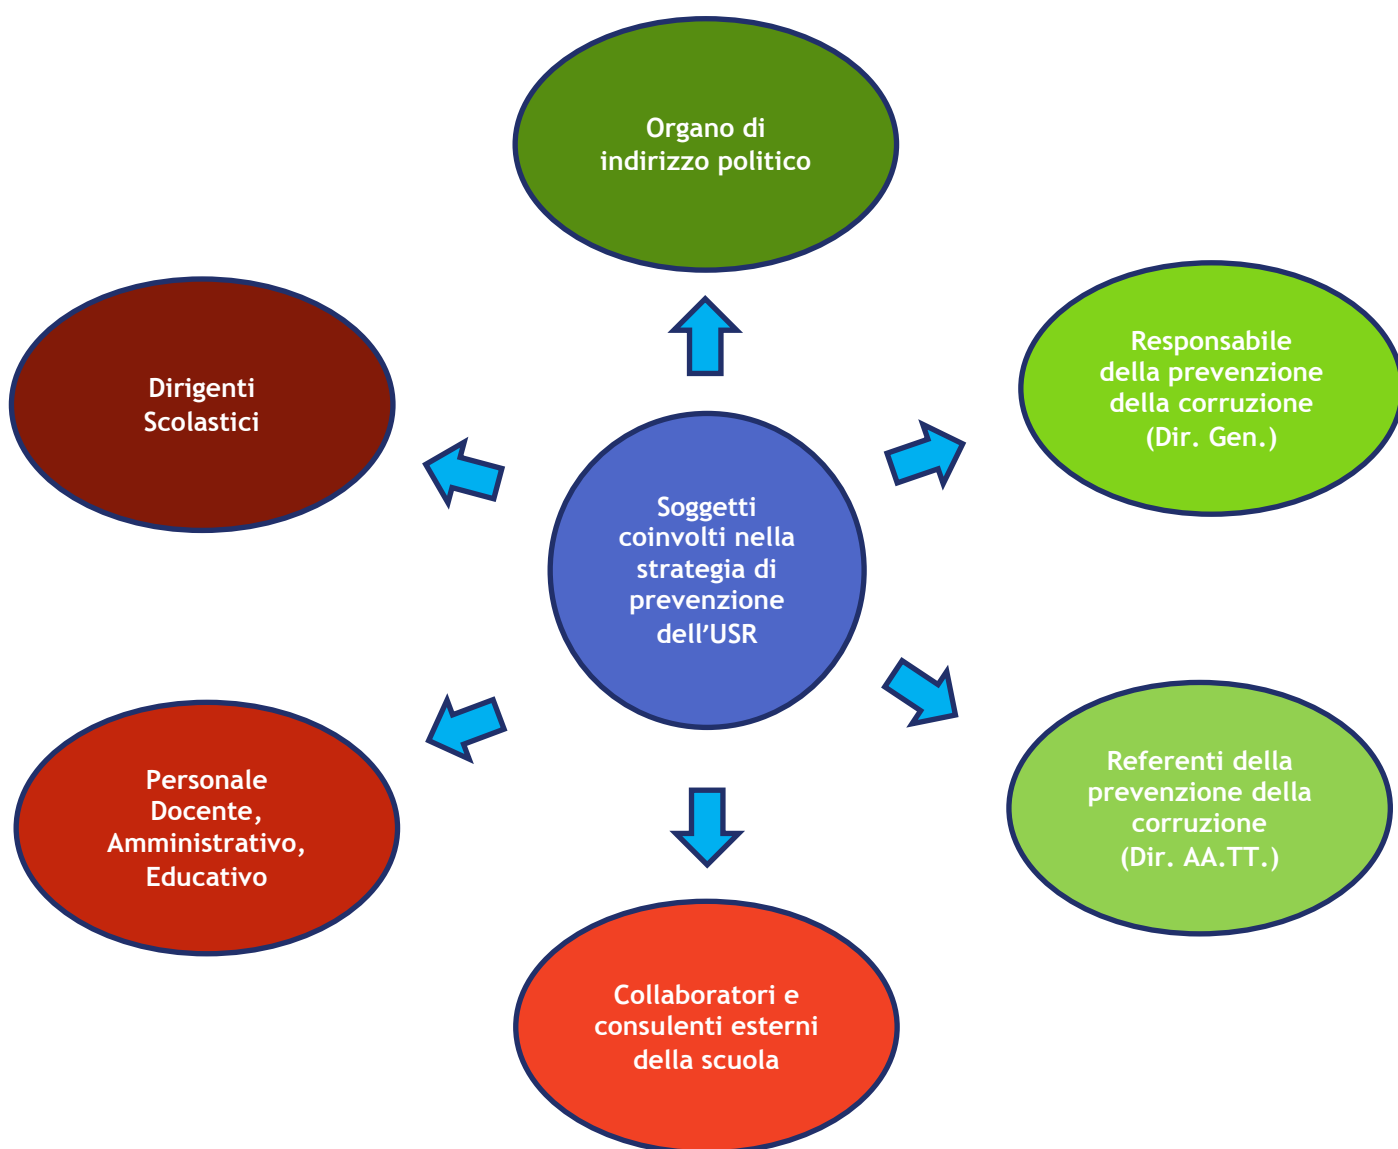 Organo di
indirizzo politico
Responsabile
della prevenzione
della corruzione
(Dir. Gen.)
Dirigenti
Scolastici
Soggetti
coinvolti nella
strategia di
prevenzione
dell’USR
Referenti della
prevenzione della
corruzione
(Dir. AA.TT.)
Personale
Docente,
Amministrativo,
Educativo
Collaboratori e
consulenti esterni
della scuola